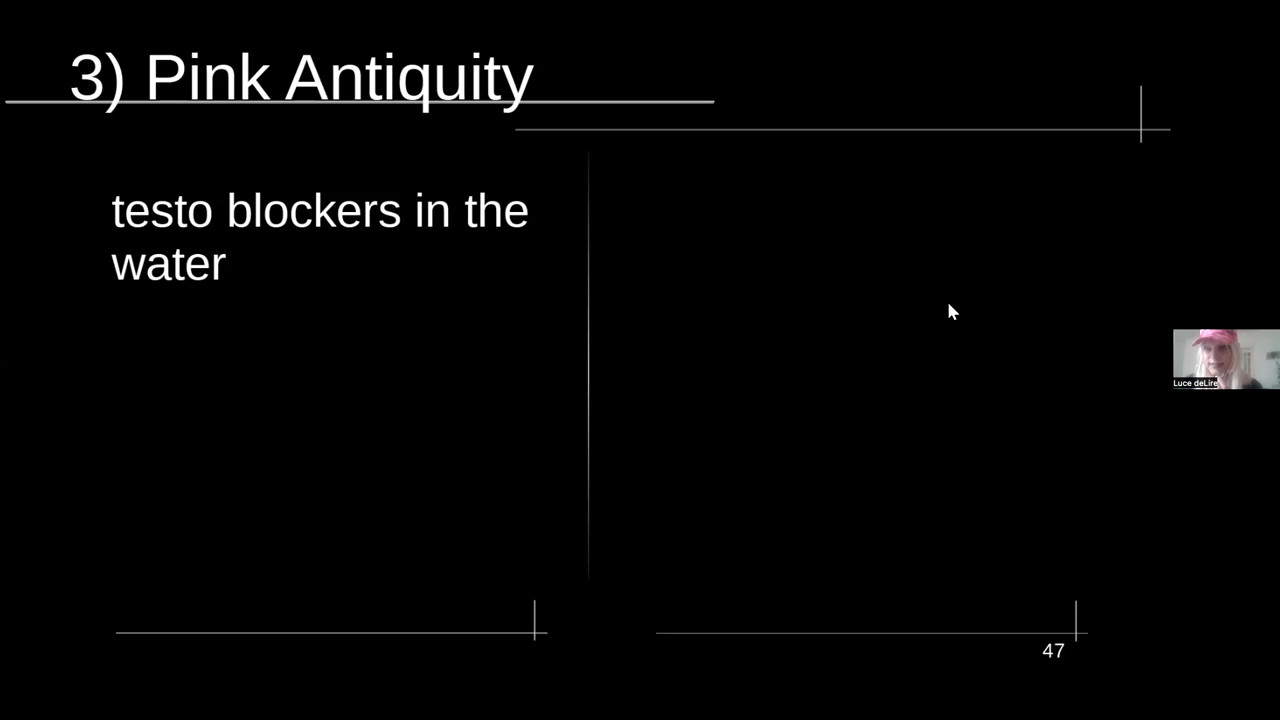 3) Pink Antiquity
testo blockers in the
water
Luce deLire
47